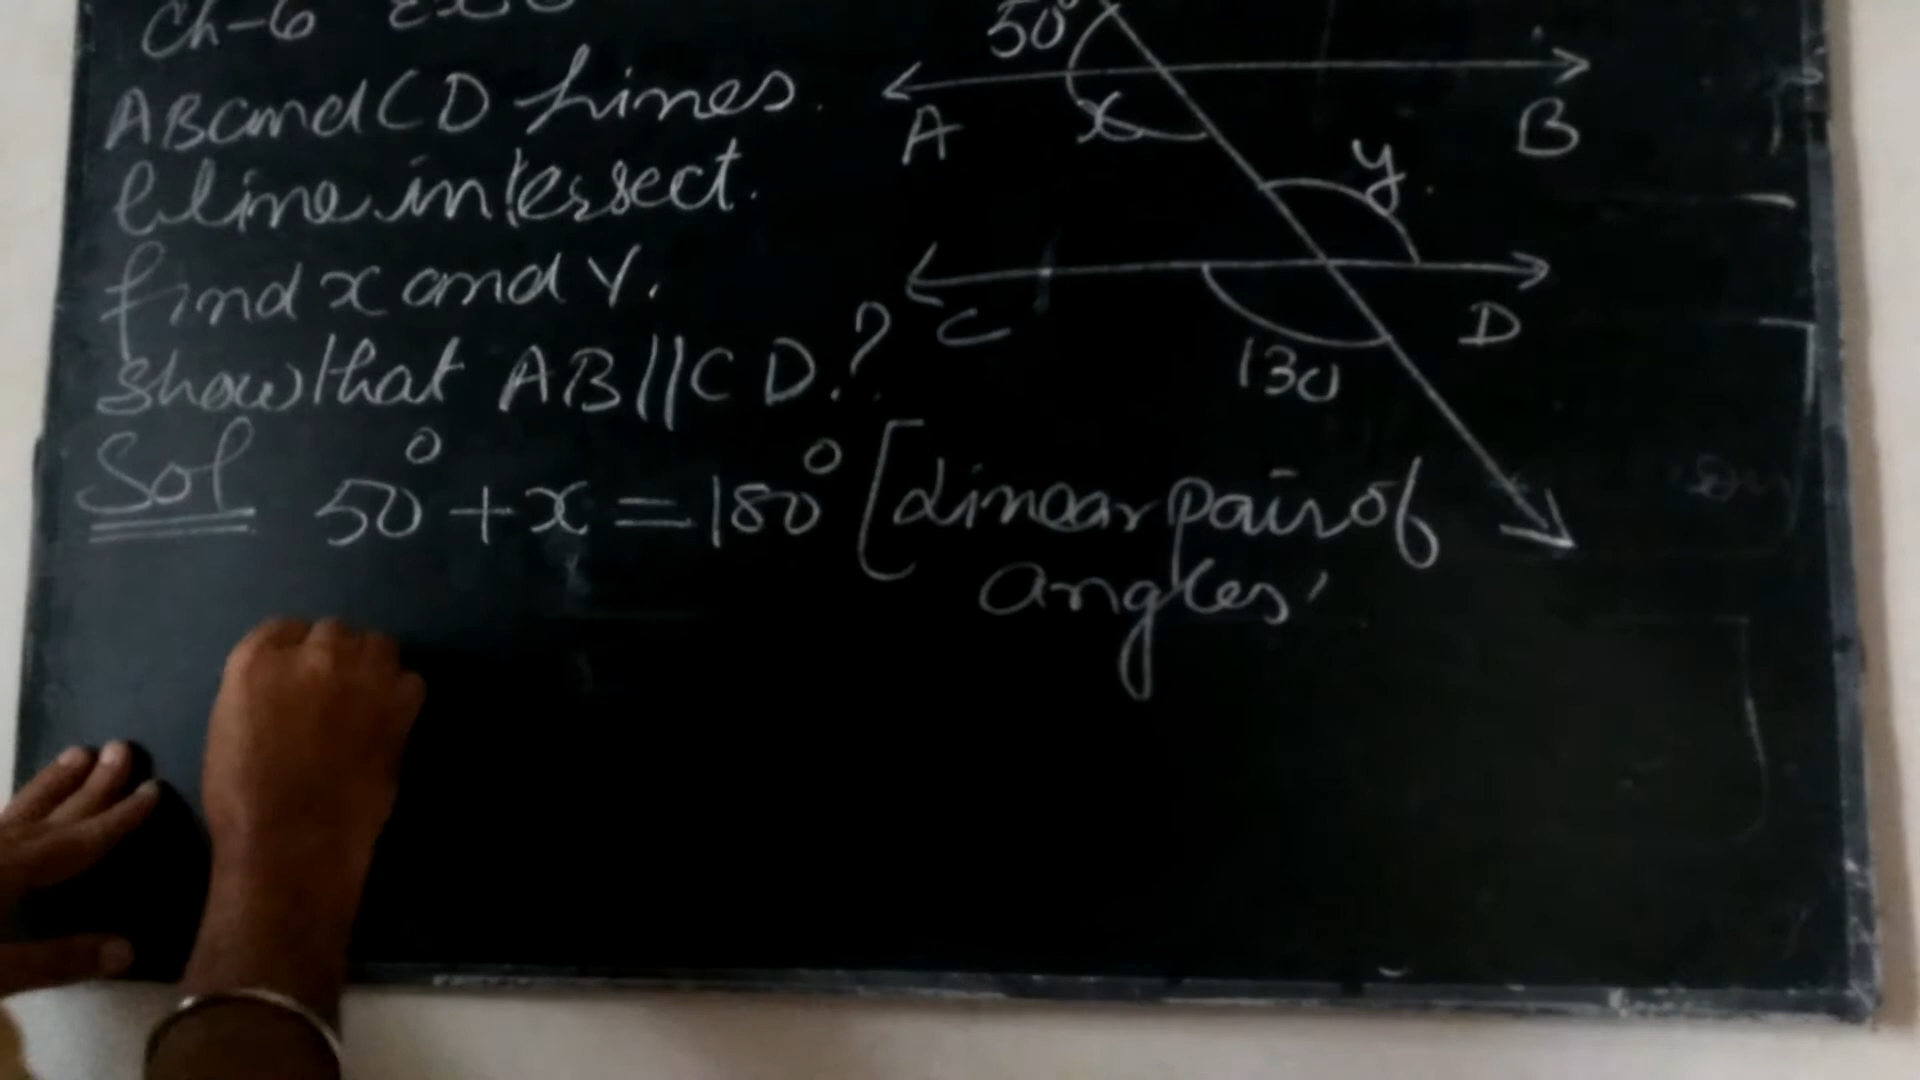 Ch-6
AB and CD Lines.
l line intersect.
find x and y.
show that AB||CD.?
Sol 50° + x = 180° [Linear pair of
angles'
50°
A
x
B
y
C
D
130